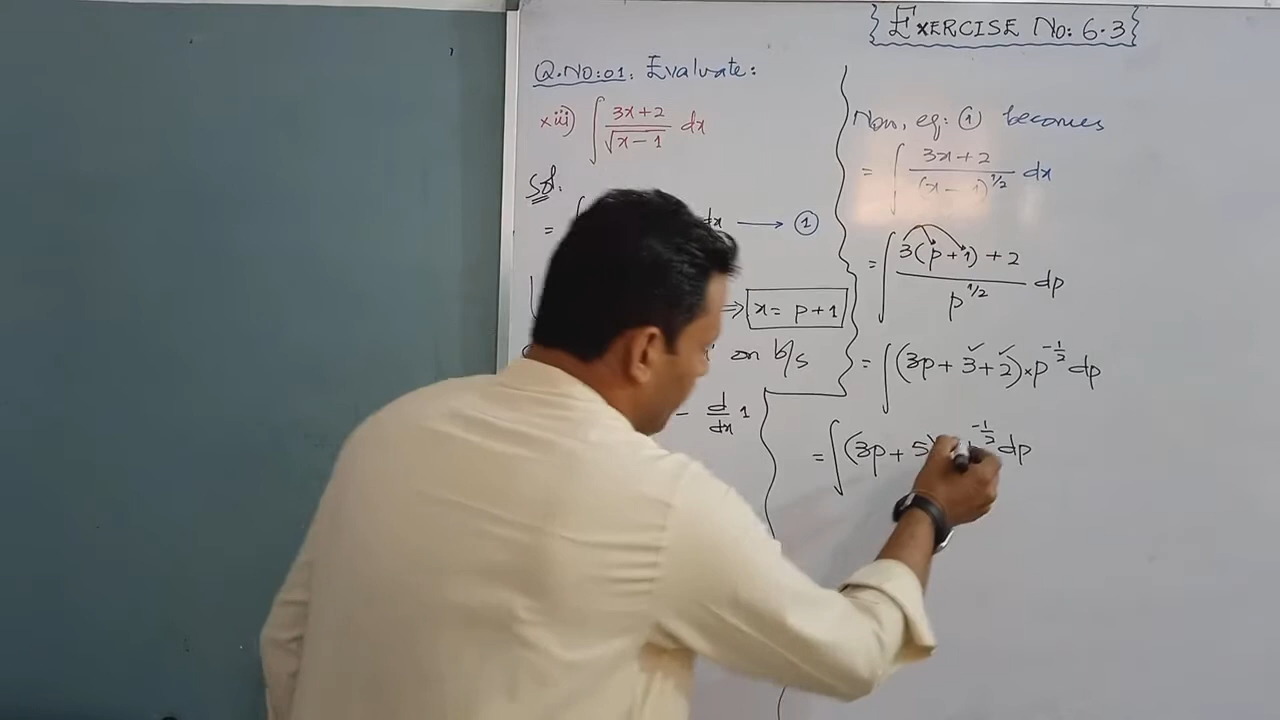 { EXERCISE NO: 6.3 }
Q.NO:01. Evaluate:
xiii) ∫ (3x+2)/√(x-1) dx
Sol:
= ∫ dx → ①
⇒ x = p+1
on b/s
- d/dx 1
Now, eq: ① becomes
= ∫ (3x+2)/(x-1)^1/2 dx
= ∫ (3(p+1)+2)/p^1/2 dp
= ∫ (3p + 3 + 2) × p^-1/2 dp
= ∫ (3p + 5) ^-1/2 dp